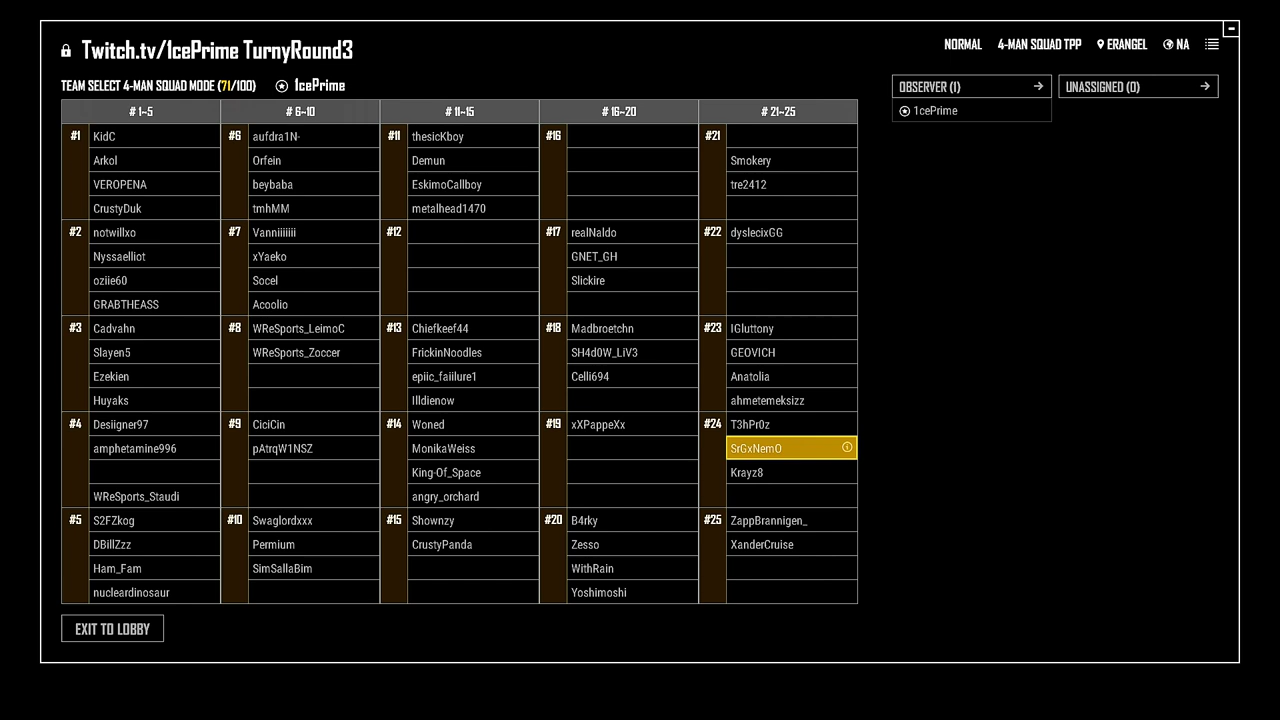 Twitch.tv/1cePrime TurnyRound3
NORMAL 4-MAN SQUAD TPP ERANGEL NA
TEAM SELECT 4-MAN SQUAD MODE (71/100) 1cePrime
OBSERVER (1) UNASSIGNED (0)
1cePrime
# 1~5 # 6~10 # 11~15 # 16~20 # 21~25
#1 KidC #6 aufdra1N- #11 thesicKboy #16 #21
Arkol Orfein Demun Smokery
VEROPENA beybaba EskimoCallboy tre2412
CrustyDuk tmhMM metalhead1470
#2 notwillxo #7 Vanniiiiiii #12 #17 realNaldo #22 dyslecixGG
Nyssaelliot xYaeko GNET_GH
oziie60 Socel Slickire
GRABTHEASS Acoolio
#3 Cadvahn #8 WReSports_LeimoC #13 Chiefkeef44 #18 Madbroetchn #23 IGluttony
Slayen5 WReSports_Zoccer FrickinNoodles SH4d0W_LiV3 GEOVICH
Ezekien epiic_faiilure1 Celli694 Anatolia
Huyaks Illdienow ahmetemeksizz
#4 Desiigner97 #9 CiciCin #14 Woned #19 xXPappeXx #24 T3hPr0z
amphetamine996 pAtrqW1NSZ MonikaWeiss SrGxNemO
King-Of_Space Krayz8
WReSports_Staudi angry_orchard
#5 S2FZkog #10 Swaglordxxx #15 Shownzy #20 B4rky #25 ZappBrannigen_
DBillZzz Permium CrustyPanda Zesso XanderCruise
Ham_Fam SimSallaBim WithRain
nucleardinosaur Yoshimoshi
EXIT TO LOBBY